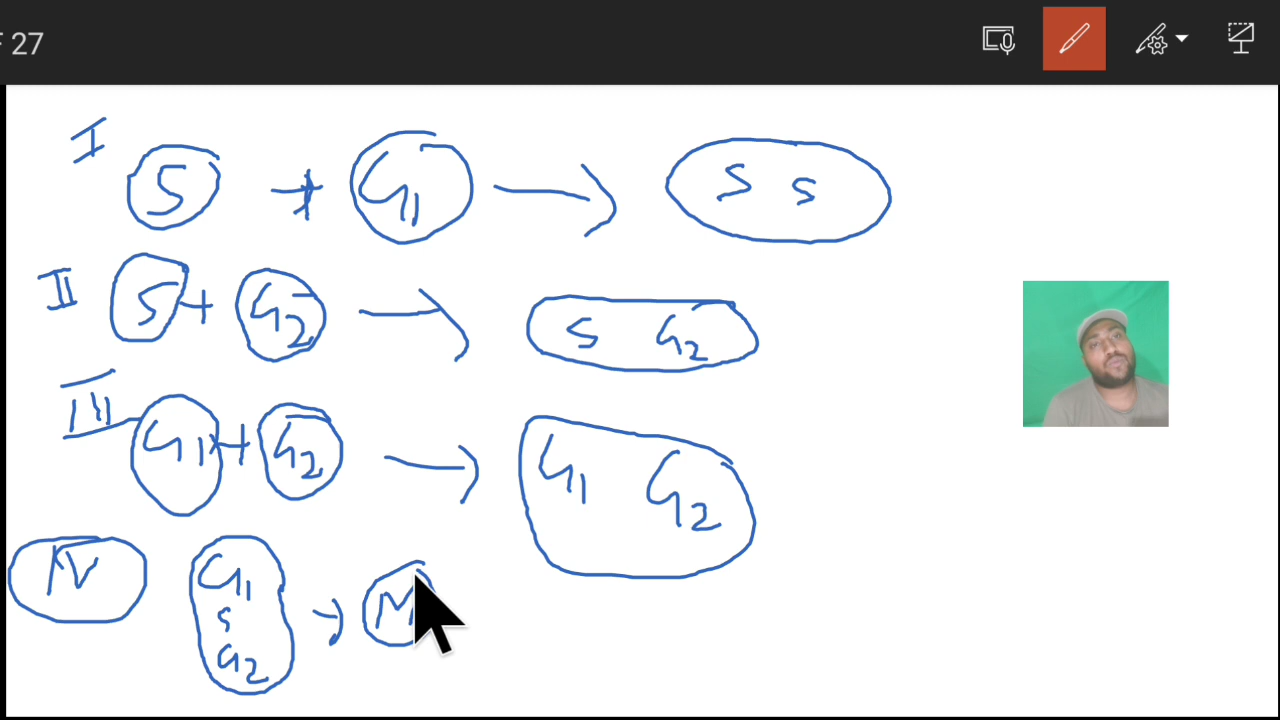 F 27
I S + G1 → S S
II S + G2 → S G2
III G1 + G2 → G1 G2
IV G1 S G2 → M